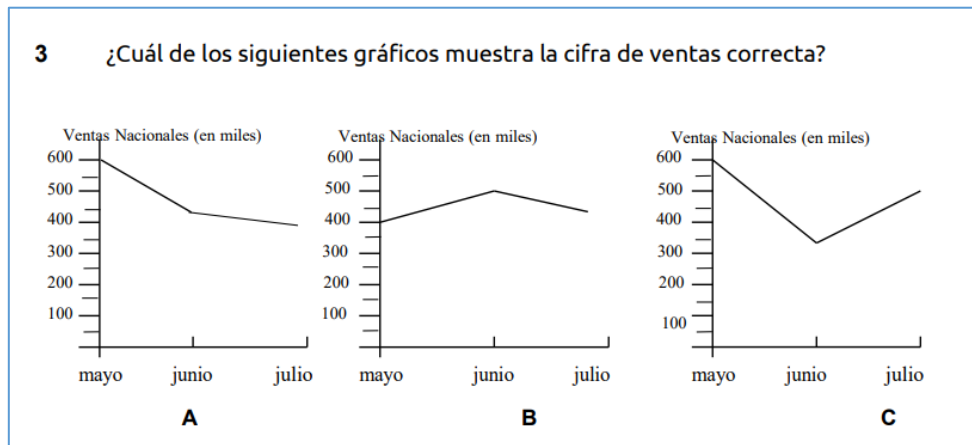 3 ¿Cuál de los siguientes gráficos muestra la cifra de ventas correcta?
Ventas Nacionales (en miles)
600
500
400
300
200
100
mayo junio julio
A
Ventas Nacionales (en miles)
600
500
400
300
200
100
mayo junio julio
B
Ventas Nacionales (en miles)
600
500
400
300
200
100
mayo junio julio
C